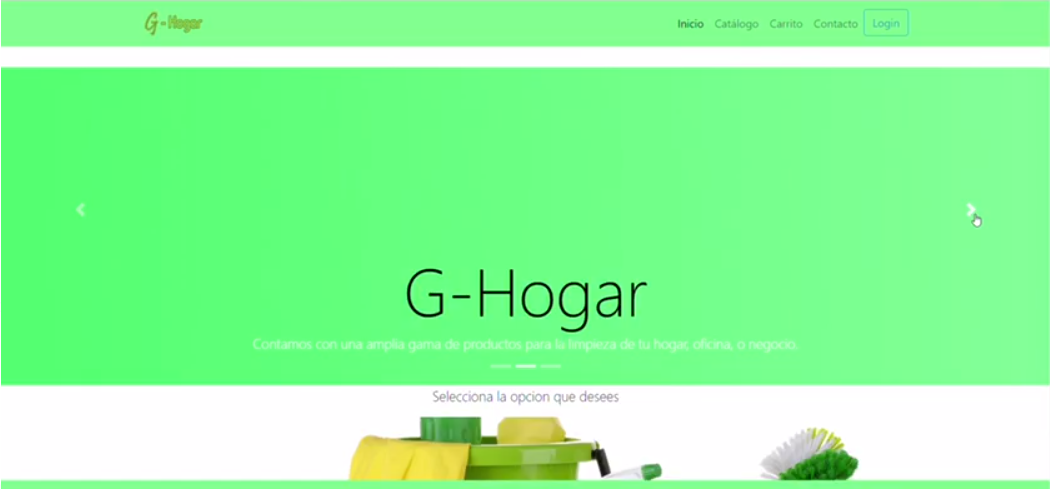 G - Hogar
Inicio Catálogo Carrito Contacto Login
G-Hogar
Contamos con una amplia gama de productos para la limpieza de tu hogar, oficina, o negocio.
Selecciona la opcion que desees